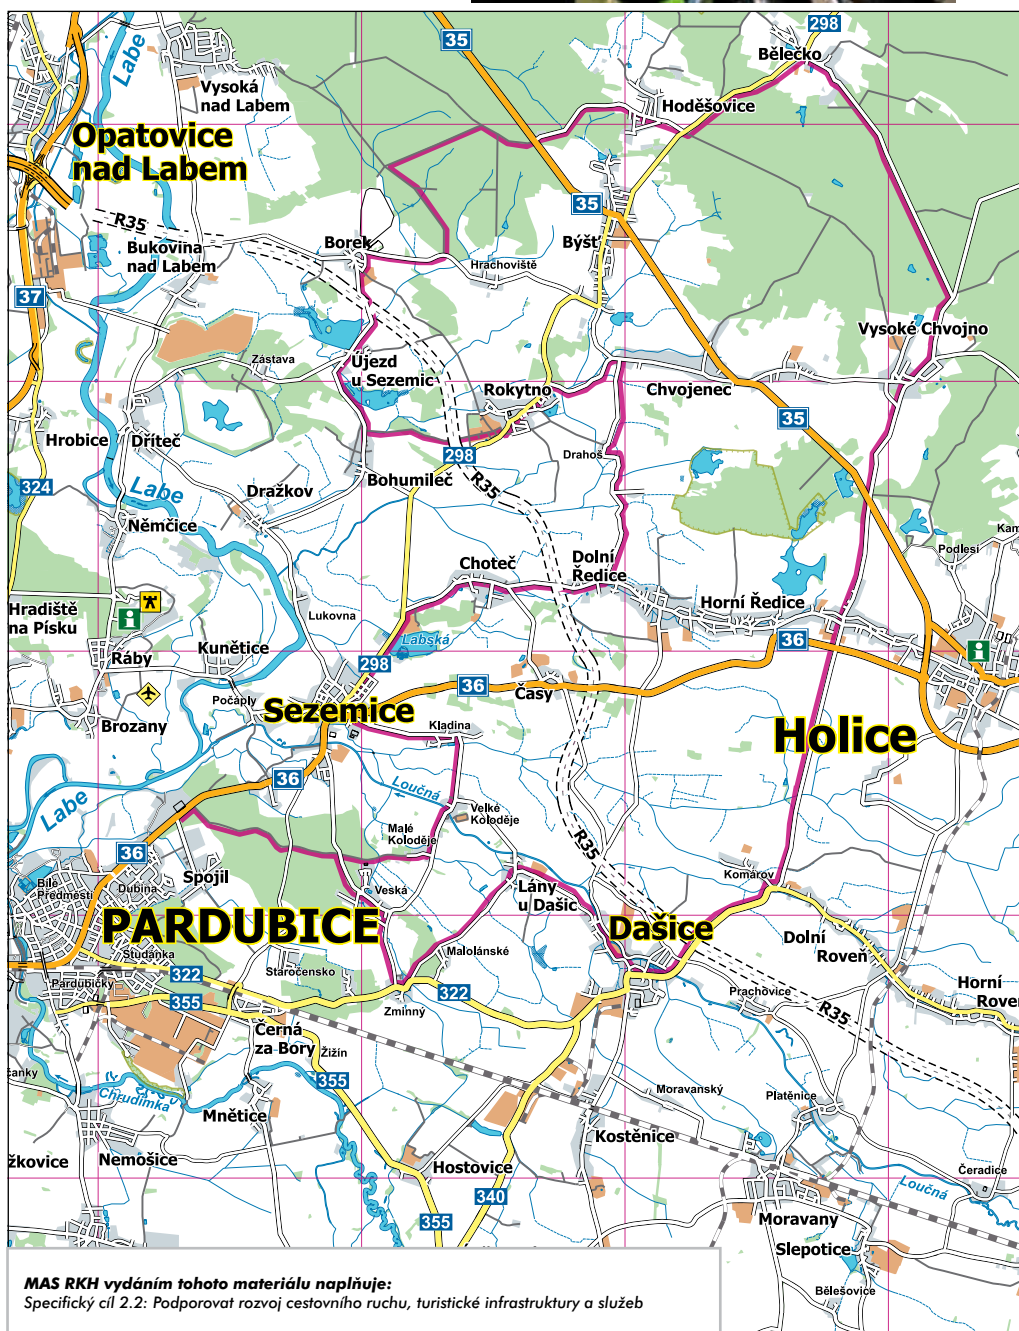 298
35
Labe
Bělečko
Vysoká
nad Labem
Hoděšovice
Opatovice
nad Labem
35
R35
Borek
Býšť
Bukovina
nad Labem
Hrachoviště
37
Vysoké Chvojno
Zástava
Újezd
u Sezemic
Rokytno
Chvojenec
35
Hrobice
Dříteč
298
Drahoš
324
Labe
Dražkov
Bohumileč
R35
Němčice
Podlesí
Choteč
Dolní
Ředice
Hradiště
na Písku
Lukovna
Horní Ředice
Labská
36
Ráby
Kunětice
298
Počáply
36
Časy
Brozany
Sezemice
Kladina
Holice
36
Loučná
Labe
Velké
Koloděje
Malé
Koloděje
R35
36
Spojil
Komárov
Bílé
Předměstí
Dubina
Veská
Lány
u Dašic
PARDUBICE
Dašice
Dolní
Roveň
Studánka
Malolánské
322
Staročensko
Pardubičky
322
Prachovice
Horní
355
Zmínný
R35
Černá
za Bory
Žižín
355
Moravanský
Platěnice
Chrudimka
Mnětice
Kostěnice
Nemošice
Hostovice
Čeradice
340
Loučná
355
Moravany
Slepotice
Bělešovice
MAS RKH vydáním tohoto materiálu naplňuje:
Specifický cíl 2.2: Podporovat rozvoj cestovního ruchu, turistické infrastruktury a služeb